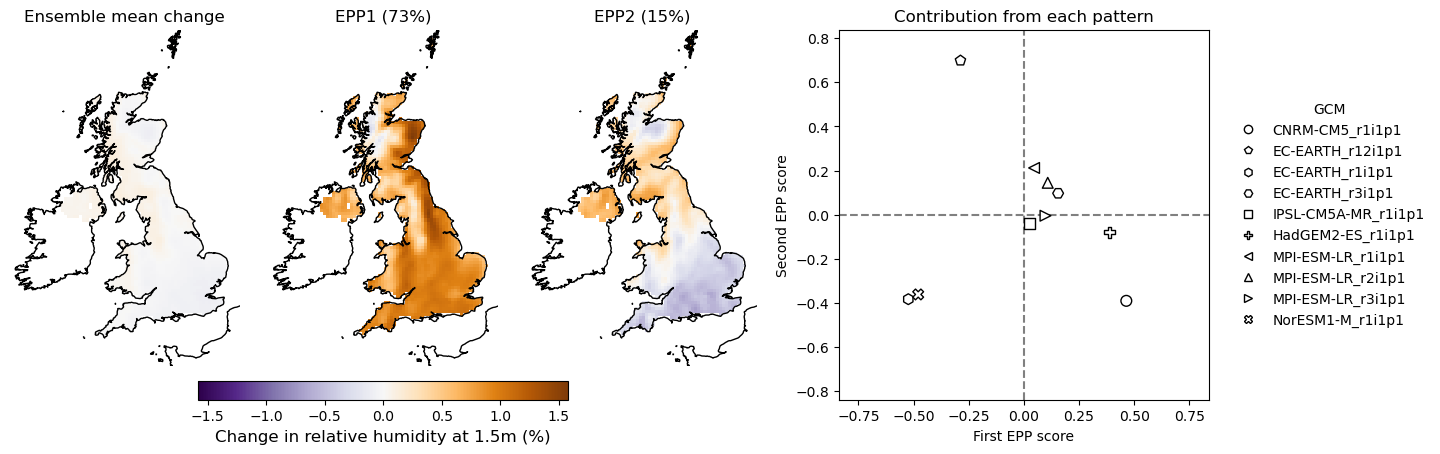 Ensemble mean change
EPP1 (73%)
EPP2 (15%)
−1.5 −1.0 −0.5 0.0 0.5 1.0 1.5
Change in relative humidity at 1.5m (%)
Contribution from each pattern
0.8
0.6
0.4
0.2
0.0
−0.2
−0.4
−0.6
−0.8
Second EPP score
−0.75 −0.50 −0.25 0.00 0.25 0.50 0.75
First EPP score
GCM
CNRM-CM5_r1i1p1
EC-EARTH_r12i1p1
EC-EARTH_r1i1p1
EC-EARTH_r3i1p1
IPSL-CM5A-MR_r1i1p1
HadGEM2-ES_r1i1p1
MPI-ESM-LR_r1i1p1
MPI-ESM-LR_r2i1p1
MPI-ESM-LR_r3i1p1
NorESM1-M_r1i1p1